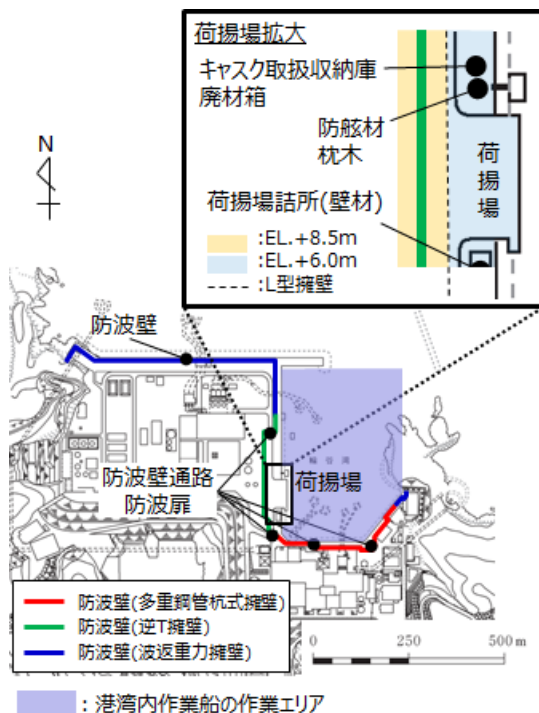 荷揚場拡大
キャスク取扱収納庫
廃材箱
防舷材
枕木
荷揚場
荷揚場詰所(壁材)
:EL.+8.5m
:EL.+6.0m
:L型擁壁
N
防波壁
防波壁通路
防波扉
荷揚場
輪谷湾
防波壁(多重鋼管杭式擁壁)
防波壁(逆T擁壁)
防波壁(波返重力擁壁)
0 250 500 m
:港湾内作業船の作業エリア